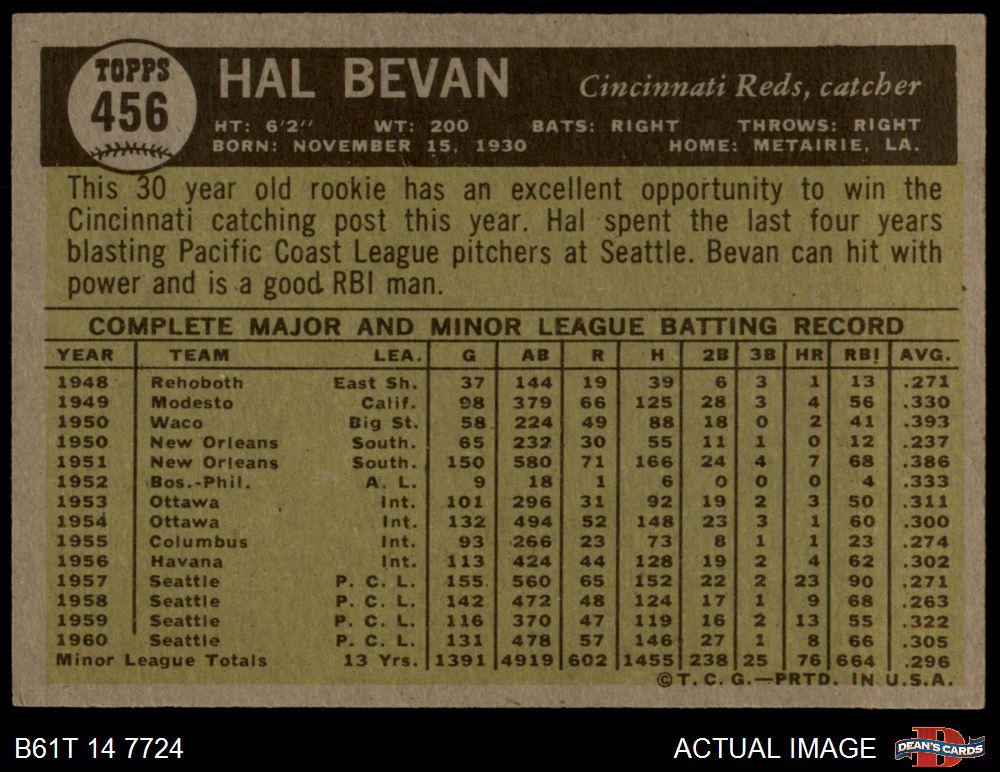 TOPPS
456
HAL BEVAN
Cincinnati Reds, catcher
HT: 6'2" WT: 200 BATS: RIGHT THROWS: RIGHT
BORN: NOVEMBER 15, 1930 HOME: METAIRIE, LA.
This 30 year old rookie has an excellent opportunity to win the
Cincinnati catching post this year. Hal spent the last four years
blasting Pacific Coast League pitchers at Seattle. Bevan can hit with
power and is a good RBI man.
COMPLETE MAJOR AND MINOR LEAGUE BATTING RECORD
YEAR TEAM LEA. G AB R H 2B 3B HR RBI AVG.
1948 Rehoboth East Sh. 37 144 19 39 6 3 1 13 .271
1949 Modesto Calif. 98 379 66 125 28 3 4 56 .330
1950 Waco Big St. 58 224 49 88 18 0 2 41 .393
1950 New Orleans South. 65 232 30 55 11 1 0 12 .237
1951 New Orleans South. 150 580 71 166 24 4 7 68 .386
1952 Bos.-Phil. A. L. 9 18 1 6 0 0 0 4 .333
1953 Ottawa Int. 101 296 31 92 19 2 3 50 .311
1954 Ottawa Int. 132 494 52 148 23 3 1 60 .300
1955 Columbus Int. 93 266 23 73 8 1 1 23 .274
1956 Havana Int. 113 424 44 128 19 2 4 62 .302
1957 Seattle P. C. L. 155 560 65 152 22 2 23 90 .271
1958 Seattle P. C. L. 142 472 48 124 17 1 9 68 .263
1959 Seattle P. C. L. 116 370 47 119 16 2 13 55 .322
1960 Seattle P. C. L. 131 478 57 146 27 1 8 66 .305
Minor League Totals 13 Yrs. 1391 4919 602 1455 238 25 76 664 .296
©T. C. G.—PRTD. IN U.S.A.
B61T 14 7724 ACTUAL IMAGE DEAN'S CARDS